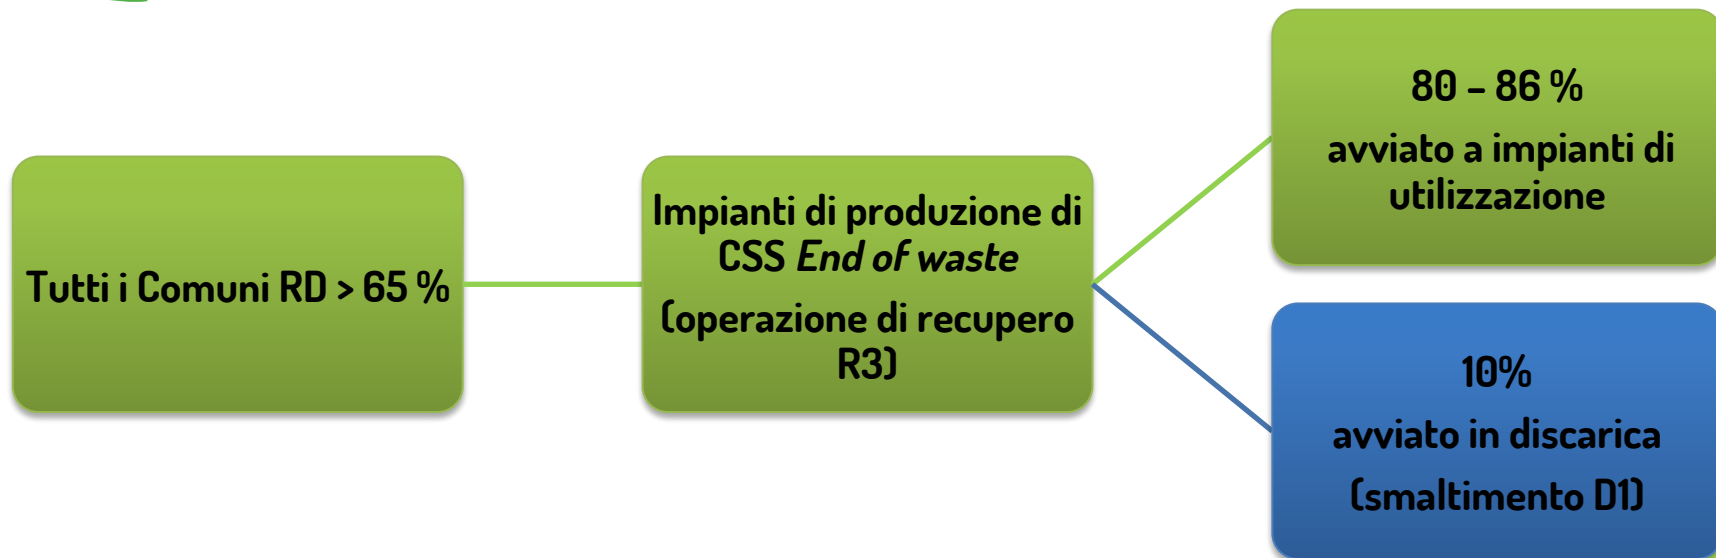 Tutti i Comuni RD > 65 %
Impianti di produzione di
CSS End of waste
(operazione di recupero
R3)
80 – 86 %
avviato a impianti di
utilizzazione
10%
avviato in discarica
(smaltimento D1)